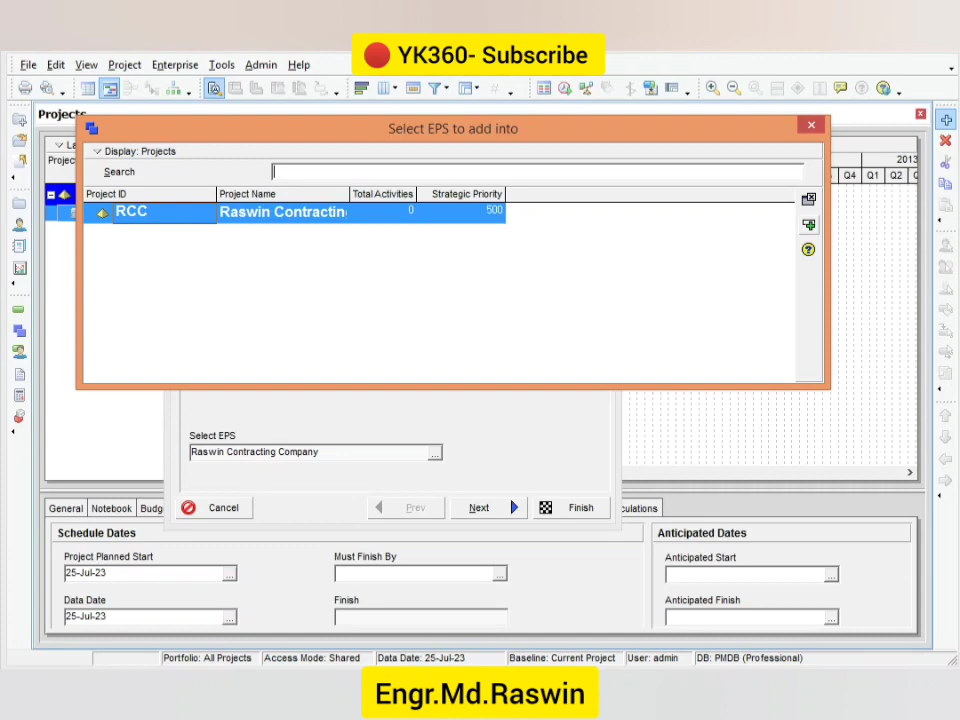 YK360- Subscribe
File Edit View Project Enterprise Tools Admin Help
Projects
Select EPS to add into
Display: Projects
Search
Project ID Project Name Total Activities Strategic Priority
RCC Raswin Contractin 0 500
2013
Q4 Q1 Q2
Select EPS
Raswin Contracting Company
...
Cancel Prev Next Finish
General Notebook Budg culations
Schedule Dates Anticipated Dates
Project Planned Start Must Finish By Anticipated Start
25-Jul-23
Data Date Finish Anticipated Finish
25-Jul-23
Portfolio: All Projects Access Mode: Shared Data Date: 25-Jul-23 Baseline: Current Project User: admin DB: PMDB (Professional)
Engr.Md.Raswin